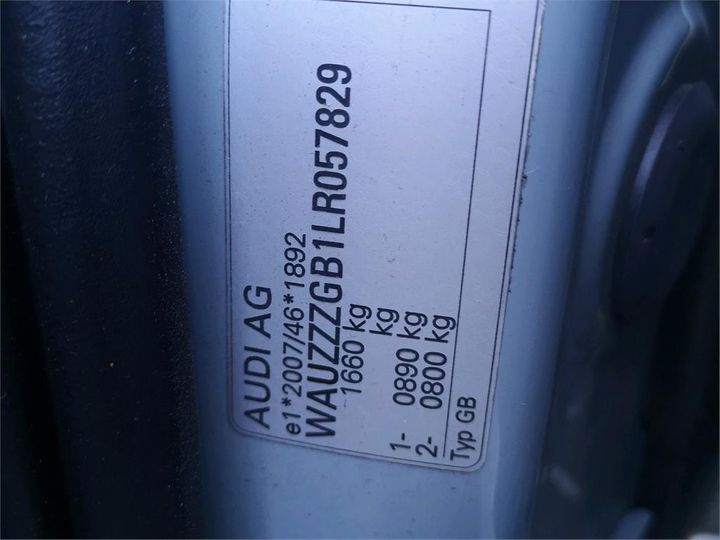 AUDI AG
e1*2007/46*1892
WAUZZZGB1LR057829
1660 kg
kg
1- 0890 kg
2- 0800 kg
Typ GB